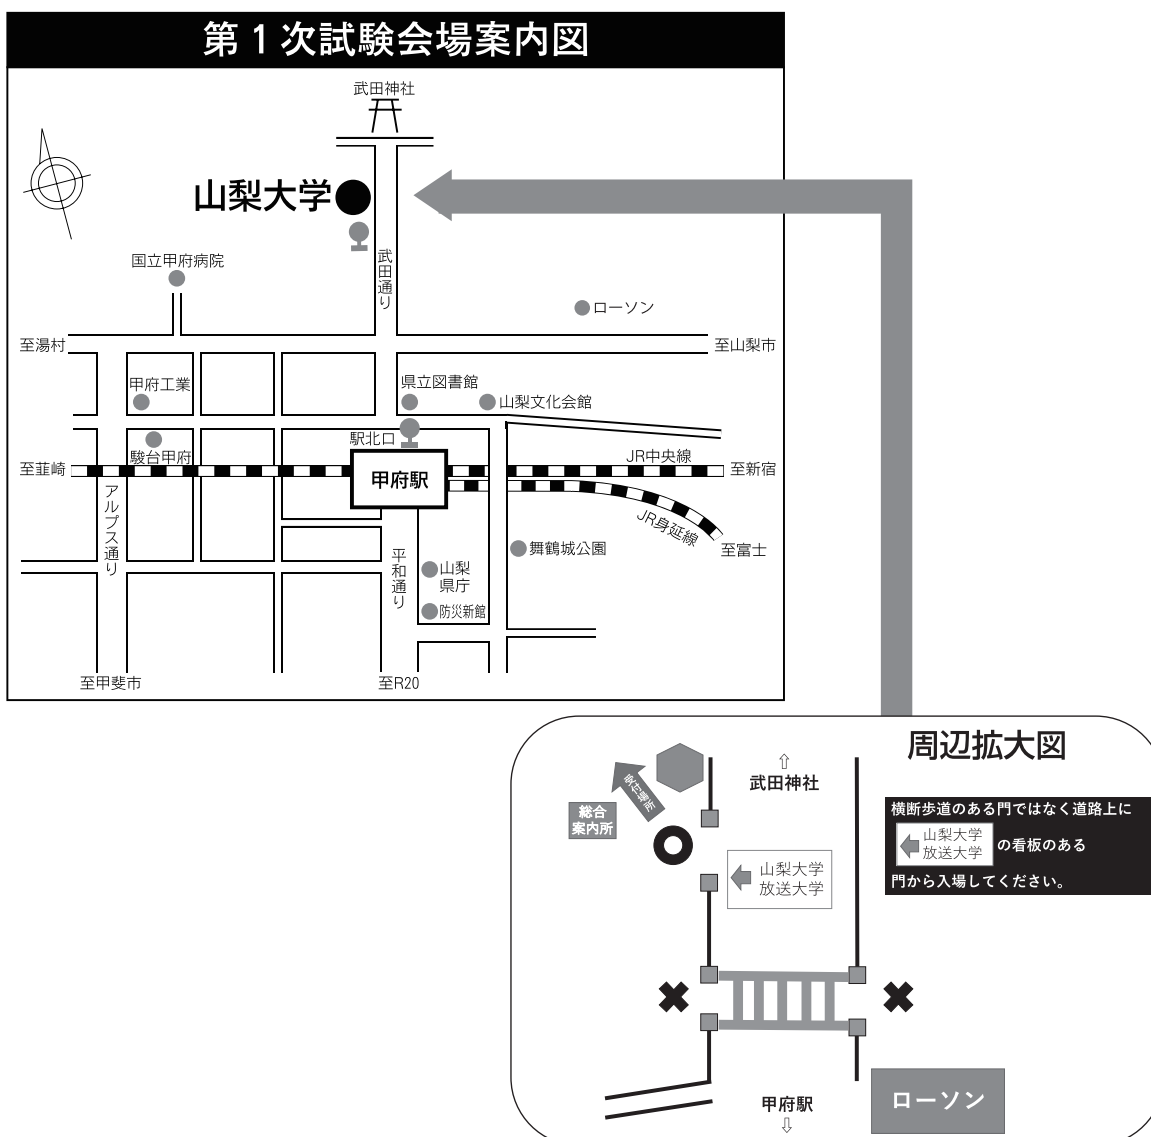 第1次試験会場案内図
武田神社
山梨大学
武田通り
国立甲府病院
ローソン
至湯村
至山梨市
甲府工業
県立図書館
山梨文化会館
駿台甲府
駅北口
至韮崎
甲府駅
JR中央線
至新宿
アルプス通り
JR身延線
至富士
平和通り
舞鶴城公園
山梨
県庁
防災新館
至甲斐市
至R20
周辺拡大図
武田神社
受付場所
総合
案内所
横断歩道のある門ではなく道路上に
山梨大学
放送大学
の看板のある
門から入場してください。
山梨大学
放送大学
甲府駅
ローソン